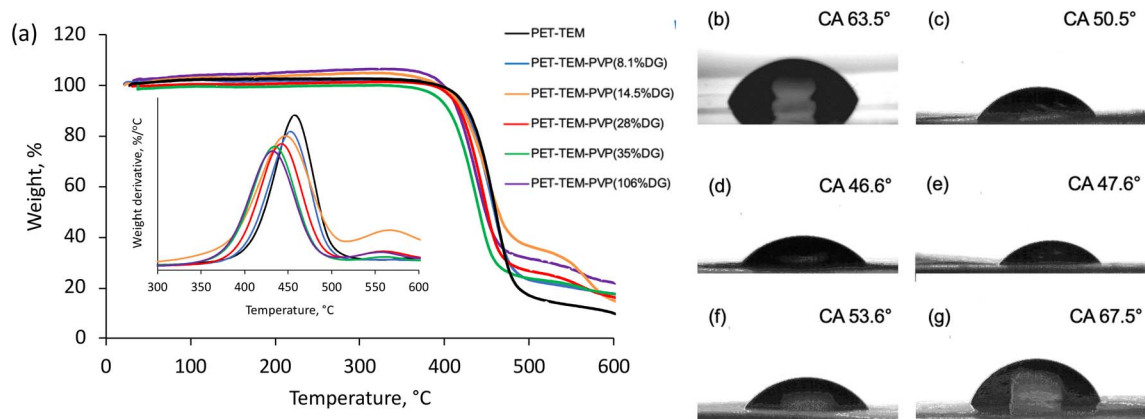 (a)
120
100
80
60
40
20
0
Weight, %
0 100 200 300 400 500 600
Temperature, °C
PET-TEM
PET-TEM-PVP(8.1%DG)
PET-TEM-PVP(14.5%DG)
PET-TEM-PVP(28%DG)
PET-TEM-PVP(35%DG)
PET-TEM-PVP(106%DG)
Weight derivative, %/°C
300 350 400 450 500 550 600
Temperature, °C
(b) CA 63.5°
(c) CA 50.5°
(d) CA 46.6°
(e) CA 47.6°
(f) CA 53.6°
(g) CA 67.5°